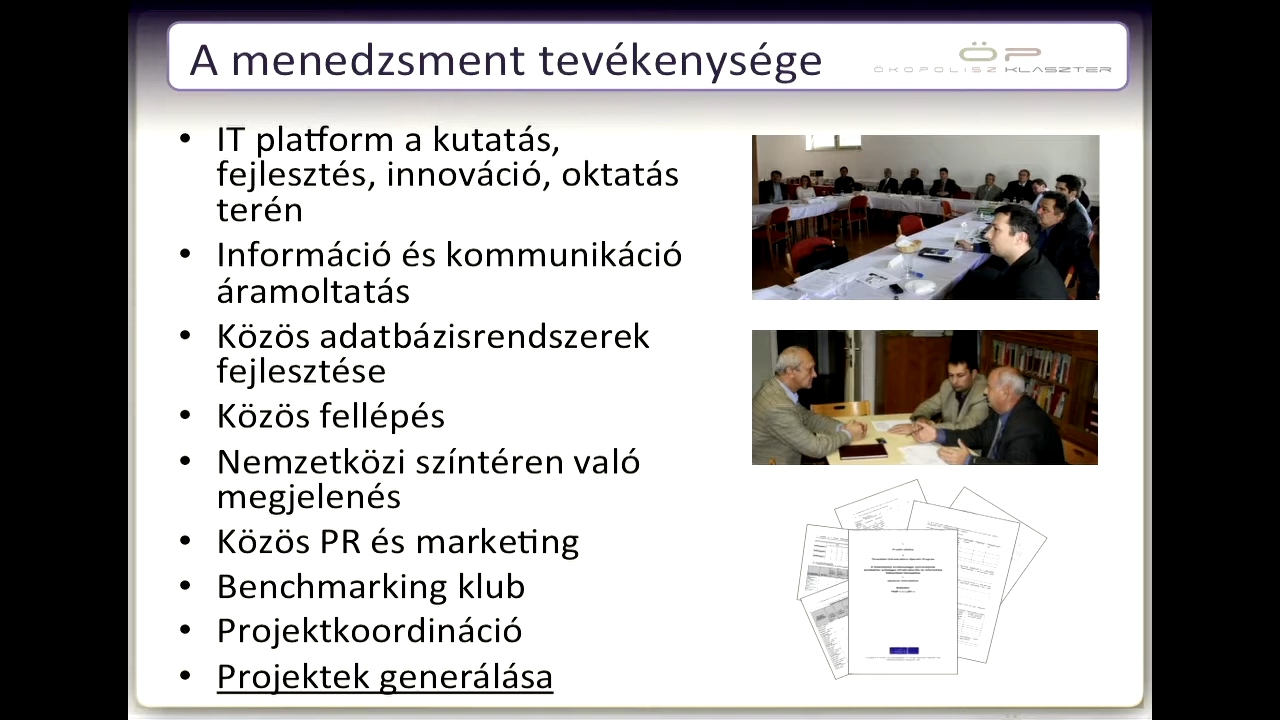 A menedzsment tevékenysége
ÖP
ÖKOPOLISZ KLASZTER
• IT platform a kutatás,
fejlesztés, innováció, oktatás
terén
• Információ és kommunikáció
áramoltatás
• Közös adatbázisrendszerek
fejlesztése
• Közös fellépés
• Nemzetközi színtéren való
megjelenés
• Közös PR és marketing
• Benchmarking klub
• Projektkoordináció
• Projektek generálása